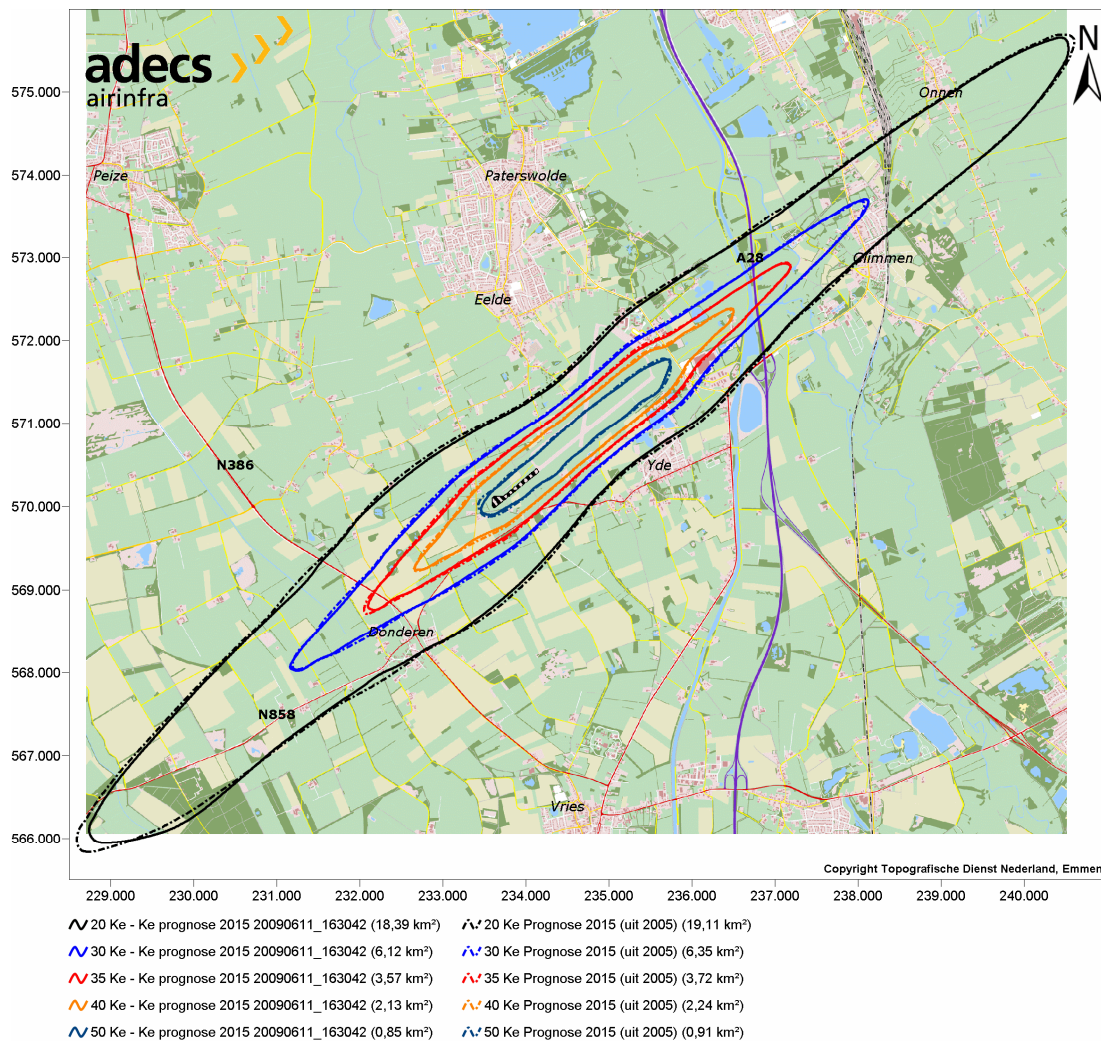 adecs
airinfra
N
575.000
Onnen
574.000
Peize
Paterswolde
573.000
A28
Glimmen
Eelde
572.000
571.000
N386
Yde
570.000
569.000
Donderen
568.000
N858
567.000
Vries
566.000
Copyright Topografische Dienst Nederland, Emmen
229.000 230.000 231.000 232.000 233.000 234.000 235.000 236.000 237.000 238.000 239.000 240.000
20 Ke - Ke prognose 2015 20090611_163042 (18,39 km²) 20 Ke Prognose 2015 (uit 2005) (19,11 km²)
30 Ke - Ke prognose 2015 20090611_163042 (6,12 km²) 30 Ke Prognose 2015 (uit 2005) (6,35 km²)
35 Ke - Ke prognose 2015 20090611_163042 (3,57 km²) 35 Ke Prognose 2015 (uit 2005) (3,72 km²)
40 Ke - Ke prognose 2015 20090611_163042 (2,13 km²) 40 Ke Prognose 2015 (uit 2005) (2,24 km²)
50 Ke - Ke prognose 2015 20090611_163042 (0,85 km²) 50 Ke Prognose 2015 (uit 2005) (0,91 km²)